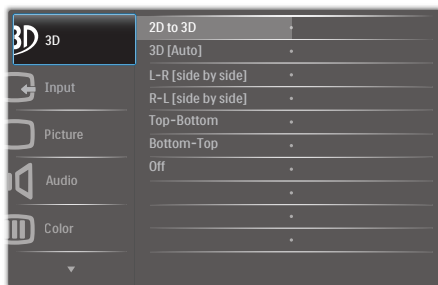 3D 3D
Input
Picture
Audio
Color
2D to 3D
3D [Auto]
L-R [side by side]
R-L [side by side]
Top-Bottom
Bottom-Top
Off